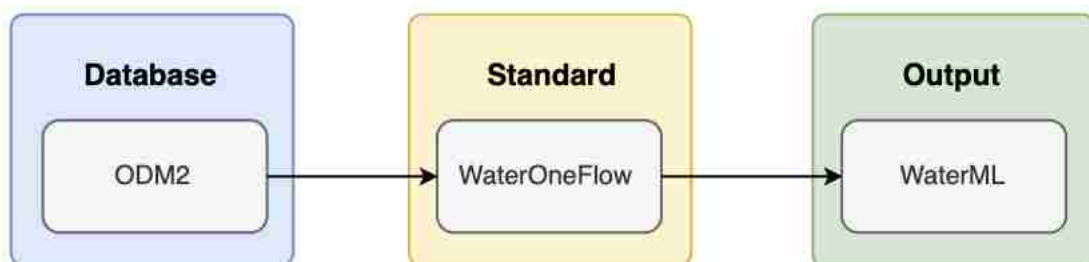 Database
Standard
Output
ODM2
WaterOneFlow
WaterML